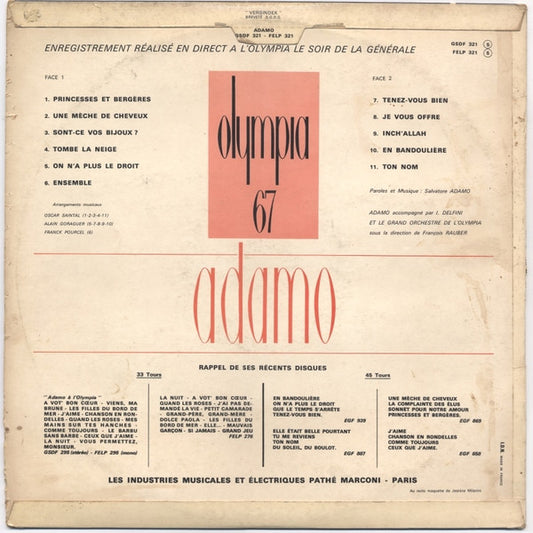 "VERSINDEX"
BREVETÉ S.G.D.G.
ADAMO
GSDF 321 - FELP 321
ENREGISTREMENT RÉALISÉ EN DIRECT A L'OLYMPIA LE SOIR DE LA GÉNÉRALE
GSDF 321 S
FELP 321 S
FACE 1
1. PRINCESSES ET BERGÈRES
2. UNE MÈCHE DE CHEVEUX
3. SONT-CE VOS BIJOUX ?
4. TOMBE LA NEIGE
5. ON N'A PLUS LE DROIT
6. ENSEMBLE
Arrangements musicaux
OSCAR SAINTAL (1-2-3-4-11)
ALAIN GORAGUER (6-7-8-9-10)
FRANCK POURCEL (6)
olympia
67
FACE 2
7. TENEZ-VOUS BIEN
8. JE VOUS OFFRE
9. INCH'ALLAH
10. EN BANDOULIÈRE
11. TON NOM
Paroles et Musique : Salvatore ADAMO
ADAMO accompagné par I. DELFINI
ET LE GRAND ORCHESTRE DE L'OLYMPIA
sous la direction de François RAUBER
adamo
RAPPEL DE SES RÉCENTS DISQUES
33 Tours
"Adamo à l'Olympia"
A VOT' BON CŒUR - VIENS, MA
BRUNE - LES FILLES DU BORD DE
MER - J'AIME - CHANSON EN RON-
DELLES - QUAND LES ROSES - MES
MAINS SUR TES HANCHES -
COMME TOUJOURS - LE BARBU
SANS BARBE - CEUX QUE J'AIME -
LA NUIT - VOUS PERMETTEZ,
MONSIEUR.
GSDF 295 (stéréo) - FELP 295 (mono)
LA NUIT - A VOT' BON CŒUR -
QUAND LES ROSES - J'AI PAS DE-
MANDÉ LA VIE - PETIT CAMARADE
- GRAND-PÈRE, GRAND-MÈRE -
DOLCE PAOLA - LES FILLES DU
BORD DE MER - ELLE... - MAUVAIS
GARÇON - SI JAMAIS - GRAND JEU
FELP 276
45 Tours
EN BANDOULIÈRE
ON N'A PLUS LE DROIT
QUE LE TEMPS S'ARRÊTE
TENEZ-VOUS BIEN.
EGF 939
ELLE ÉTAIT BELLE POURTANT
TU ME REVIENS
TON NOM
DU SOLEIL, DU BOULOT.
EGF 887
UNE MÈCHE DE CHEVEUX
LA COMPLAINTE DES ÉLUS
SONNET POUR NOTRE AMOUR
PRINCESSES ET BERGÈRES.
EGF 869
J'AIME
CHANSON EN RONDELLES
COMME TOUJOURS
CEUX QUE J'AIME.
EGF 858
LES INDUSTRIES MUSICALES ET ÉLECTRIQUES PATHÉ MARCONI - PARIS